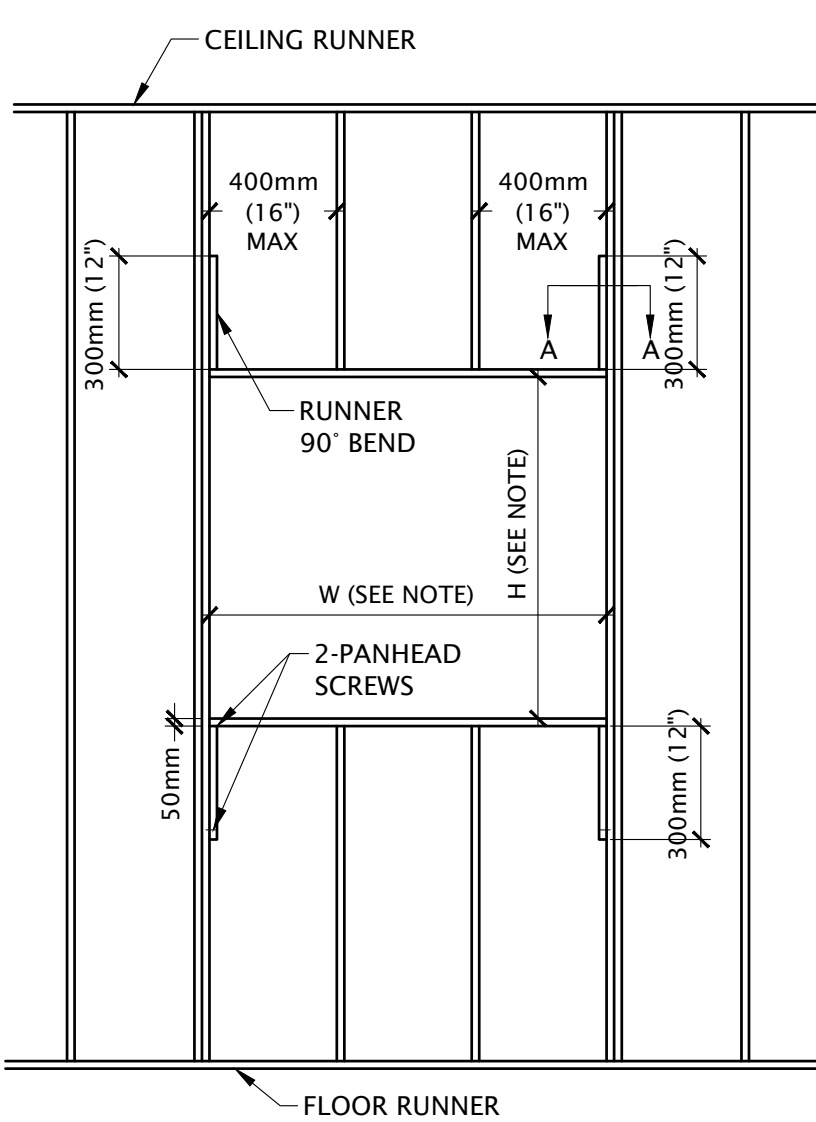 CEILING RUNNER
400mm
(16")
MAX
400mm
(16")
MAX
300mm (12")
300mm (12")
A
A
RUNNER
90° BEND
H (SEE NOTE)
W (SEE NOTE)
2-PANHEAD
SCREWS
50mm
300mm (12")
FLOOR RUNNER